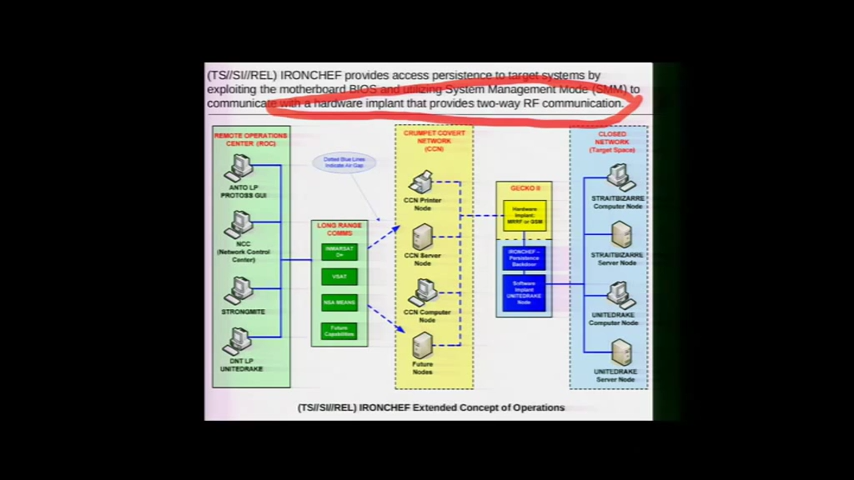 (TS//SI//REL) IRONCHEF provides access persistence to target systems by
exploiting the motherboard BIOS and utilizing System Management Mode (SMM) to
communicate with a hardware implant that provides two-way RF communication.
REMOTE OPERATIONS
CENTER (ROC)
ANTO LP
PROTOSS GUI
NCC
(Network Control
Center)
STRONGMITE
DNT LP
UNITEDRAKE
Dotted Blue Lines
Indicate Air Gap
LONG RANGE
COMMS
INMARSAT
D+
VSAT
NSA MEANS
Future
Capabilities
CRUMPET COVERT
NETWORK
(CCN)
CCN Printer
Node
CCN Server
Node
CCN Computer
Node
Future
Nodes
GECKO II
Hardware
Implant:
MRRF or GSM
IRONCHEF –
Persistence
Backdoor
Software
Implant
UNITEDRAKE
Node
CLOSED
NETWORK
(Target Space)
STRAITBIZARRE
Computer Node
STRAITBIZARRE
Server Node
UNITEDRAKE
Computer Node
UNITEDRAKE
Server Node
(TS//SI//REL) IRONCHEF Extended Concept of Operations